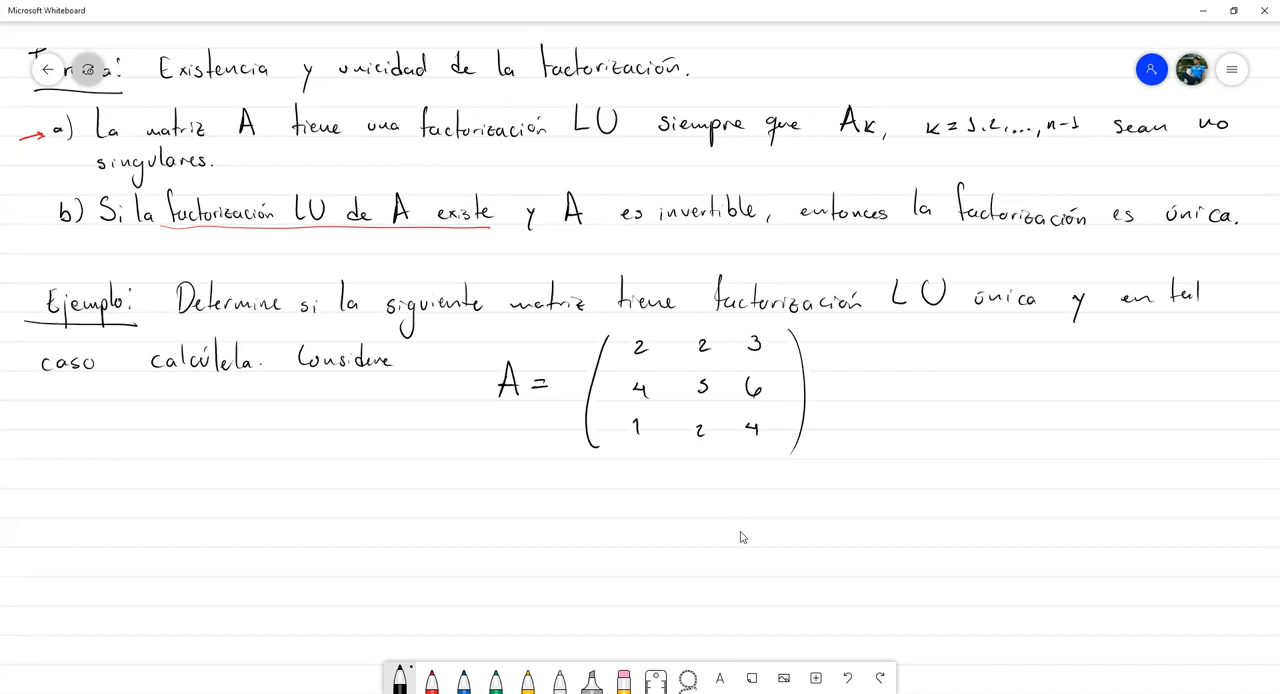 Microsoft Whiteboard
Existencia y unicidad de la factorización.
a) La matriz A tiene una factorización LU siempre que Aκ, κ=1,2,...,n-1 sean no
singulares.
b) Si la factorización LU de A existe y A es invertible, entonces la factorización es única.
Ejemplo: Determine si la siguiente matriz tiene factorización LU única y en tal
caso calcúlela. Considere
A = ( 2 2 3
4 5 6
1 2 4 )